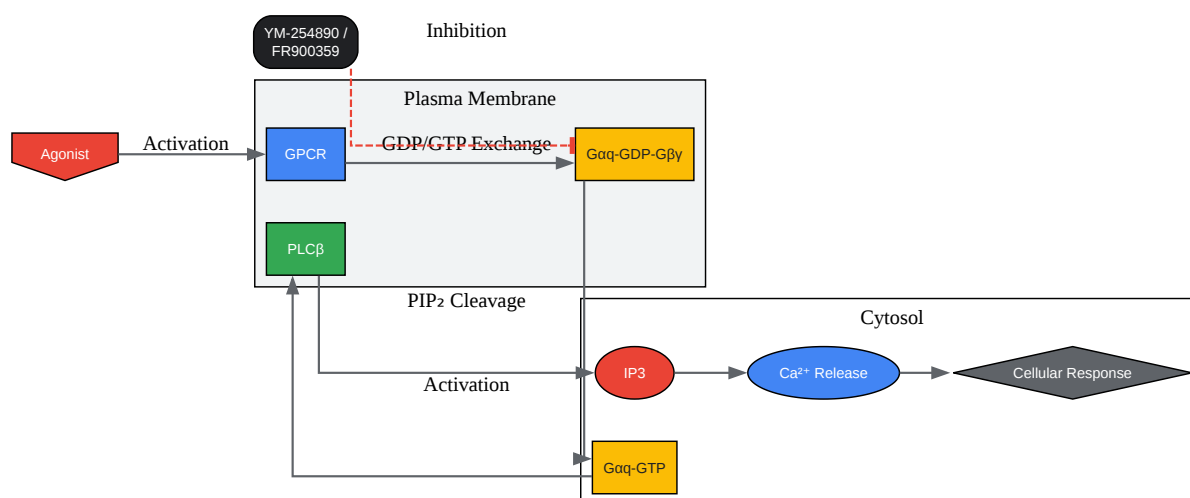 YM-254890 /
FR900359
Inhibition
Plasma Membrane
Agonist
Activation
GPCR
GDP/GTP Exchange
Gαq-GDP-Gβγ
PLCβ
PIP₂ Cleavage
Cytosol
IP3
Ca²⁺ Release
Cellular Response
Activation
Gαq-GTP